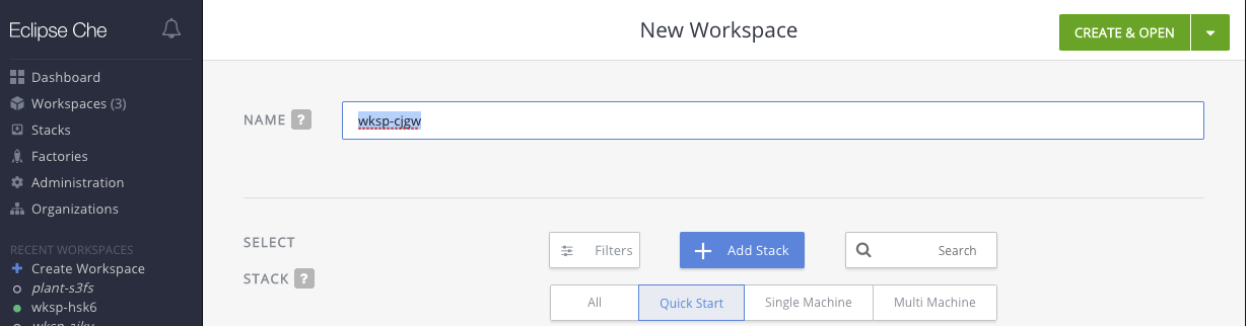 Eclipse Che
New Workspace
CREATE & OPEN
Dashboard
Workspaces (3)
Stacks
Factories
Administration
Organizations
RECENT WORKSPACES
+ Create Workspace
plant-s3fs
wksp-hsk6
NAME ?
wksp-cjgw
SELECT
STACK ?
Filters
+ Add Stack
Search
All
Quick Start
Single Machine
Multi Machine